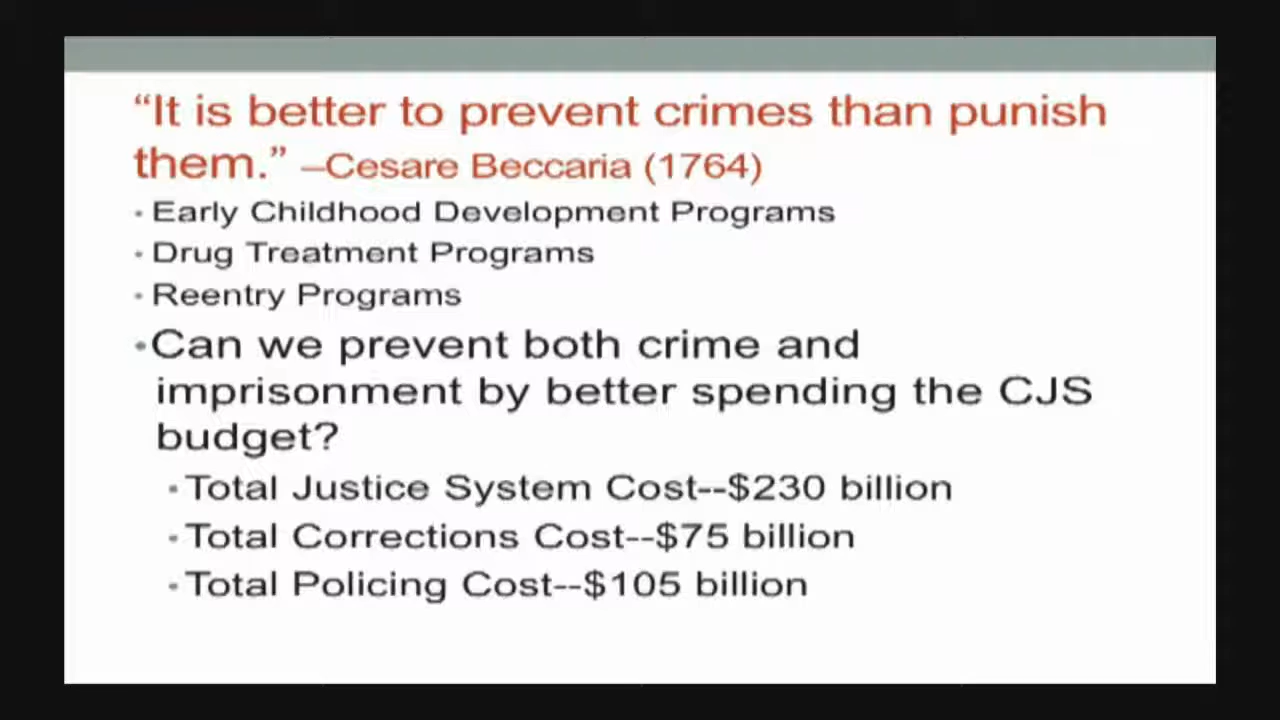 “It is better to prevent crimes than punish
them.” –Cesare Beccaria (1764)
• Early Childhood Development Programs
• Drug Treatment Programs
• Reentry Programs
•Can we prevent both crime and
imprisonment by better spending the CJS
budget?
•Total Justice System Cost--$230 billion
•Total Corrections Cost--$75 billion
•Total Policing Cost--$105 billion